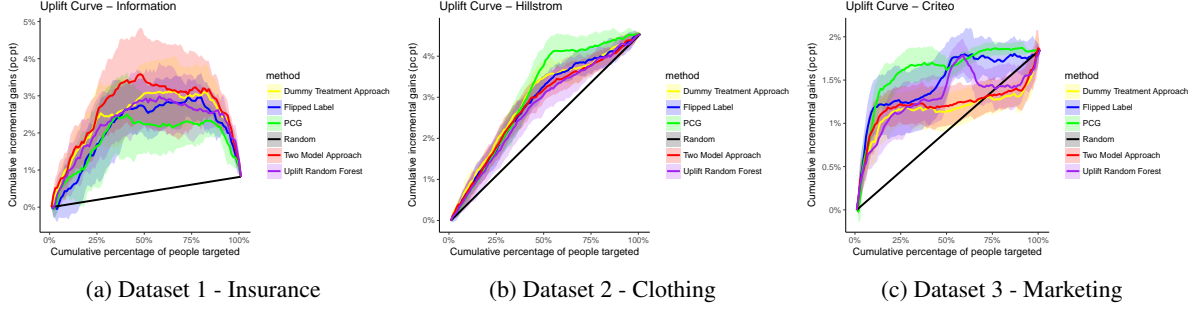 Uplift Curve – Information
Cumulative incremental gains (pc pt)
5%
4%
3%
2%
1%
0%
0%
25%
50%
75%
100%
Cumulative percentage of people targeted
method
Dummy Treatment Approach
Flipped Label
PCG
Random
Two Model Approach
Uplift Random Forest
(a) Dataset 1 - Insurance
Uplift Curve – Hillstrom
Cumulative incremental gains (pc pt)
4%
3%
2%
1%
0%
0%
25%
50%
75%
100%
Cumulative percentage of people targeted
method
Dummy Treatment Approach
Flipped Label
PCG
Random
Two Model Approach
Uplift Random Forest
(b) Dataset 2 - Clothing
Uplift Curve – Criteo
Cumulative incremental gains (pc pt)
2%
1.5%
1%
0.5%
0%
0%
25%
50%
75%
100%
Cumulative percentage of people targeted
method
Dummy Treatment Approach
Flipped Label
PCG
Random
Two Model Approach
Uplift Random Forest
(c) Dataset 3 - Marketing